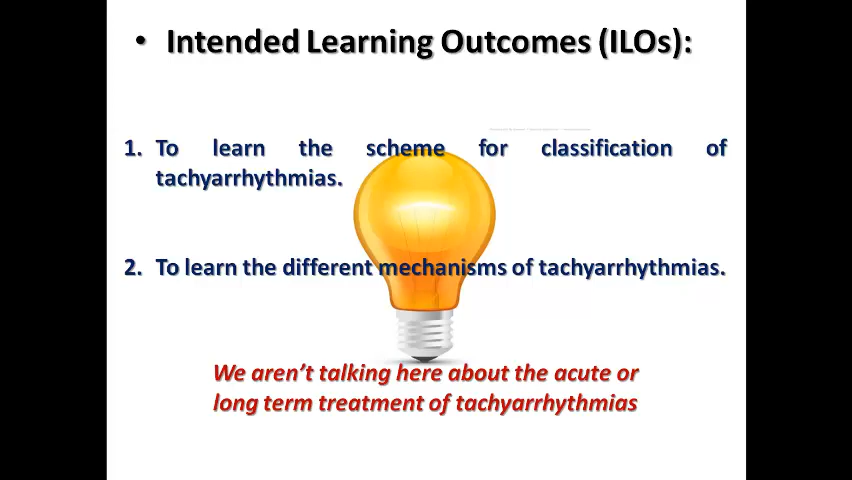 • Intended Learning Outcomes (ILOs):
1. To learn the scheme for classification of
tachyarrhythmias.
2. To learn the different mechanisms of tachyarrhythmias.
We aren't talking here about the acute or
long term treatment of tachyarrhythmias